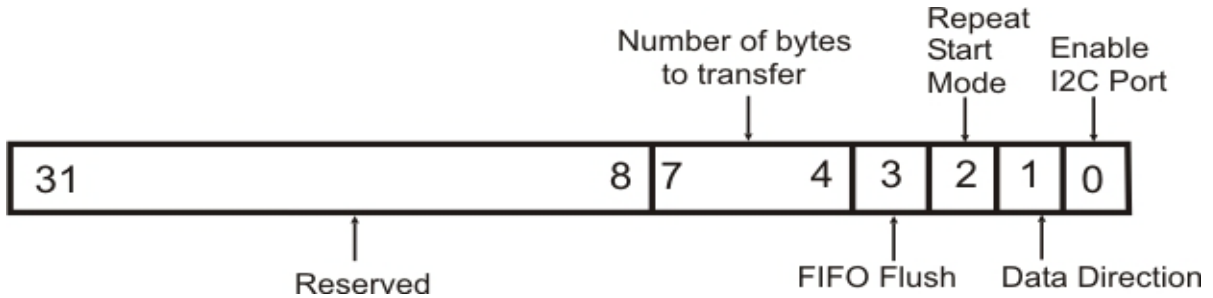 Number of bytes
to transfer
Repeat
Start
Mode
Enable
I2C Port
31 8 7 4 3 2 1 0
Reserved
FIFO Flush
Data Direction